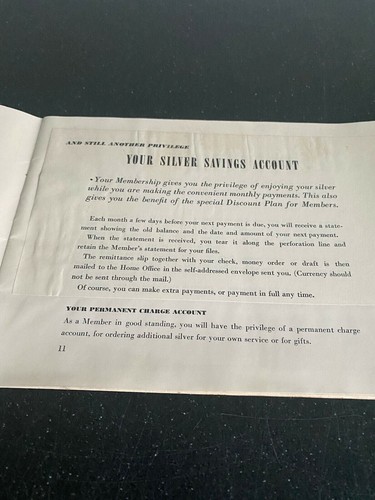 AND STILL ANOTHER PRIVILEGE
YOUR SILVER SAVINGS ACCOUNT
• Your Membership gives you the privilege of enjoying your silver
while you are making the convenient monthly payments. This also
gives you the benefit of the special Discount Plan for Members.
Each month a few days before your next payment is due, you will receive a state-
ment showing the old balance and the date and amount of your next payment.
When the statement is received, you tear it along the perforation line and
retain the Member's statement for your files.
The remittance slip together with your check, money order or draft is then
mailed to the Home Office in the self-addressed envelope sent you. (Currency should
not be sent through the mail.)
Of course, you can make extra payments, or payment in full any time.
YOUR PERMANENT CHARGE ACCOUNT
As a Member in good standing, you will have the privilege of a permanent charge
account, for ordering additional silver for your own service or for gifts.
11